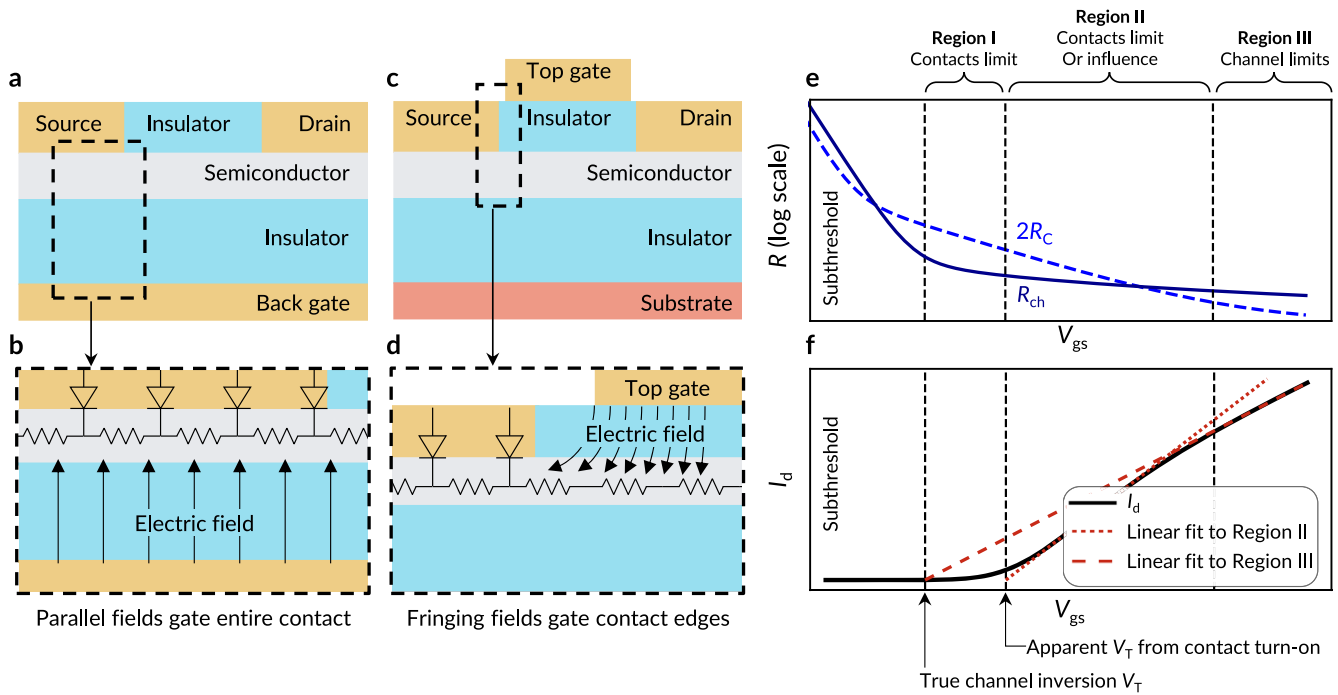 a
Source
Insulator
Drain
Semiconductor
Insulator
Back gate
b
Electric field
Parallel fields gate entire contact
c
Top gate
Source
Insulator
Drain
Semiconductor
Insulator
Substrate
d
Top gate
Electric field
Fringing fields gate contact edges
Region I
Contacts limit
Region II
Contacts limit
Or influence
Region III
Channel limits
e
R (log scale)
Subthreshold
2RC
Rch
Vgs
f
Id
Subthreshold
Id
Linear fit to Region II
Linear fit to Region III
Vgs
Apparent VT from contact turn-on
True channel inversion VT